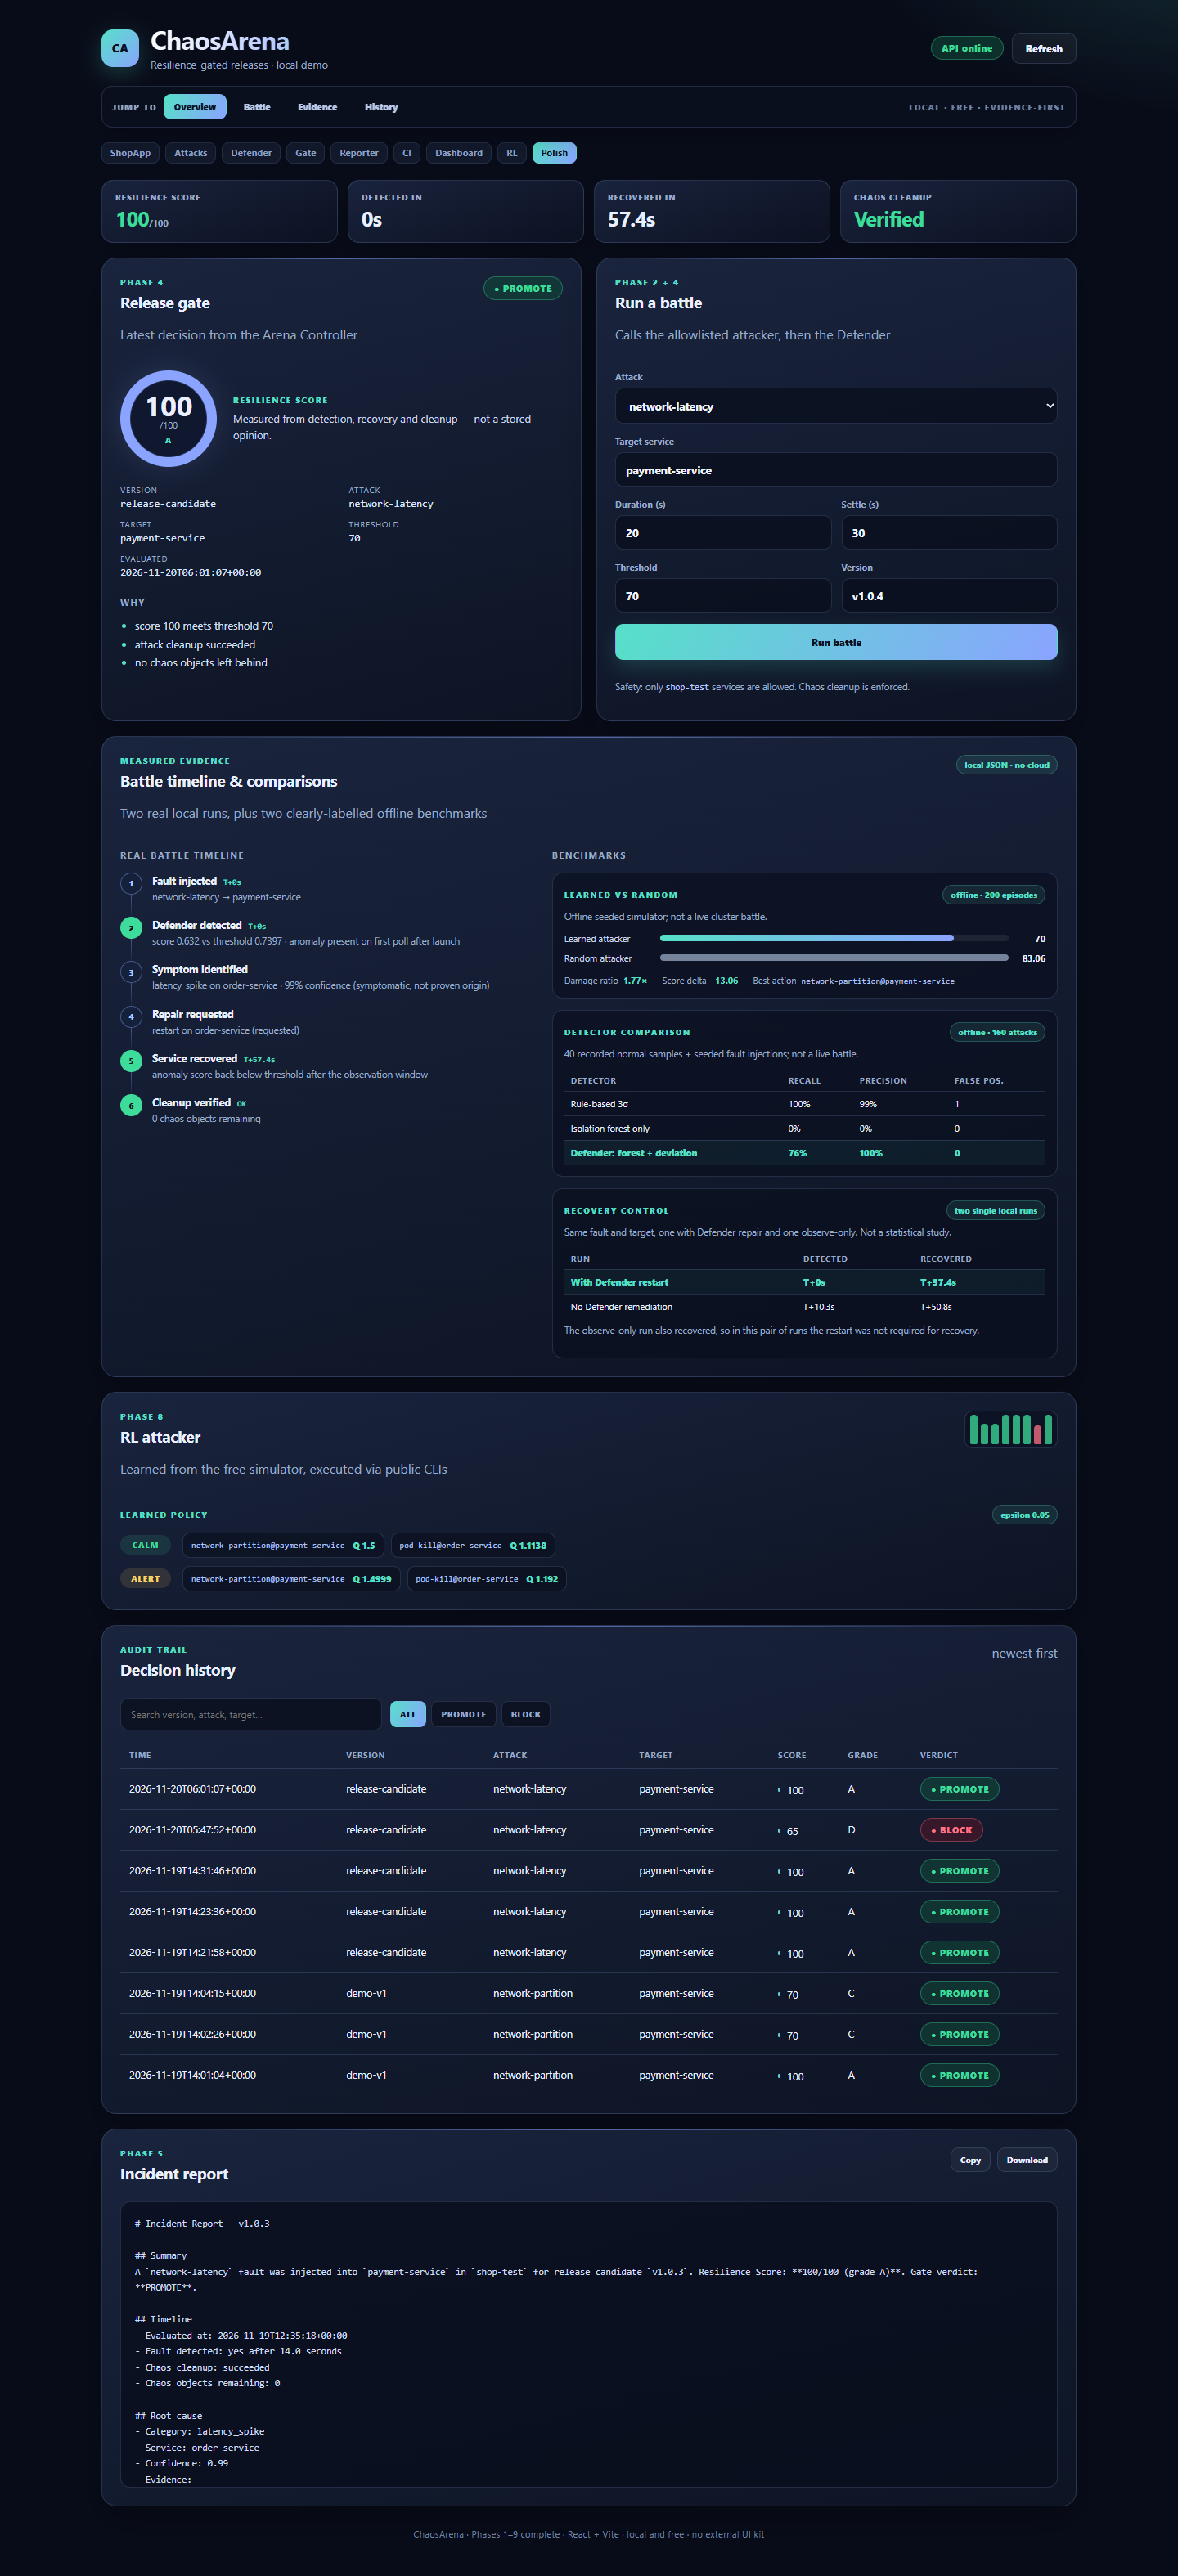 CA
ChaosArena
Resilience-gated releases · local demo
API online
Refresh
JUMP TO
Overview
Battle
Evidence
History
LOCAL · FREE · EVIDENCE-FIRST
ShopApp
Attacks
Defender
Gate
Reporter
CI
Dashboard
RL
Polish
RESILIENCE SCORE
100/100
DETECTED IN
0s
RECOVERED IN
57.4s
CHAOS CLEANUP
Verified
PHASE 4
Release gate
• PROMOTE
Latest decision from the Arena Controller
100
/100
A
RESILIENCE SCORE
Measured from detection, recovery and cleanup — not a stored
opinion.
VERSION
release-candidate
ATTACK
network-latency
TARGET
payment-service
THRESHOLD
70
EVALUATED
2026-11-20T06:01:07+00:00
WHY
• score 100 meets threshold 70
• attack cleanup succeeded
• no chaos objects left behind
PHASE 2 + 4
Run a battle
Calls the allowlisted attacker, then the Defender
Attack
network-latency
Target service
payment-service
Duration (s)
20
Settle (s)
30
Threshold
70
Version
v1.0.4
Run battle
Safety: only shop-test services are allowed. Chaos cleanup is enforced.
MEASURED EVIDENCE
Battle timeline & comparisons
local JSON · no cloud
Two real local runs, plus two clearly-labelled offline benchmarks
REAL BATTLE TIMELINE
1
Fault injected T+0s
network-latency → payment-service
2
Defender detected T+0s
score 0.632 vs threshold 0.7397 · anomaly present on first poll after launch
3
Symptom identified
latency_spike on order-service · 99% confidence (symptomatic, not proven origin)
4
Repair requested
restart on order-service (requested)
5
Service recovered T+57.4s
anomaly score back below threshold after the observation window
6
Cleanup verified OK
0 chaos objects remaining
BENCHMARKS
LEARNED VS RANDOM
offline · 200 episodes
Offline seeded simulator; not a live cluster battle.
Learned attacker 70
Random attacker 83.06
Damage ratio 1.77× Score delta -13.06 Best action network-partition@payment-service
DETECTOR COMPARISON
offline · 160 attacks
40 recorded normal samples + seeded fault injections; not a live battle.
DETECTOR RECALL PRECISION FALSE POS.
Rule-based 3σ 100% 99% 1
Isolation forest only 0% 0% 0
Defender: forest + deviation 76% 100% 0
RECOVERY CONTROL
two single local runs
Same fault and target, one with Defender repair and one observe-only. Not a statistical study.
RUN DETECTED RECOVERED
With Defender restart T+0s T+57.4s
No Defender remediation T+10.3s T+50.8s
The observe-only run also recovered, so in this pair of runs the restart was not required for recovery.
PHASE 8
RL attacker
Learned from the free simulator, executed via public CLIs
LEARNED POLICY
epsilon 0.05
CALM network-partition@payment-service Q 1.5 pod-kill@order-service Q 1.1138
ALERT network-partition@payment-service Q 1.4999 pod-kill@order-service Q 1.192
AUDIT TRAIL
Decision history
newest first
Search version, attack, target...
ALL
PROMOTE
BLOCK
TIME VERSION ATTACK TARGET SCORE GRADE VERDICT
2026-11-20T06:01:07+00:00 release-candidate network-latency payment-service 100 A • PROMOTE
2026-11-20T05:47:52+00:00 release-candidate network-latency payment-service 65 D • BLOCK
2026-11-19T14:31:46+00:00 release-candidate network-latency payment-service 100 A • PROMOTE
2026-11-19T14:23:36+00:00 release-candidate network-latency payment-service 100 A • PROMOTE
2026-11-19T14:21:58+00:00 release-candidate network-latency payment-service 100 A • PROMOTE
2026-11-19T14:04:15+00:00 demo-v1 network-partition payment-service 70 C • PROMOTE
2026-11-19T14:02:26+00:00 demo-v1 network-partition payment-service 70 C • PROMOTE
2026-11-19T14:01:04+00:00 demo-v1 network-partition payment-service 100 A • PROMOTE
PHASE 5
Incident report
Copy
Download
# Incident Report - v1.0.3
## Summary
A `network-latency` fault was injected into `payment-service` in `shop-test` for release candidate `v1.0.3`. Resilience Score: **100/100 (grade A)**. Gate verdict:
**PROMOTE**.
## Timeline
- Evaluated at: 2026-11-19T12:35:18+00:00
- Fault detected: yes after 14.0 seconds
- Chaos cleanup: succeeded
- Chaos objects remaining: 0
## Root cause
- Category: latency_spike
- Service: order-service
- Confidence: 0.99
- Evidence:
ChaosArena · Phases 1–9 complete · React + Vite · local and free · no external UI kit